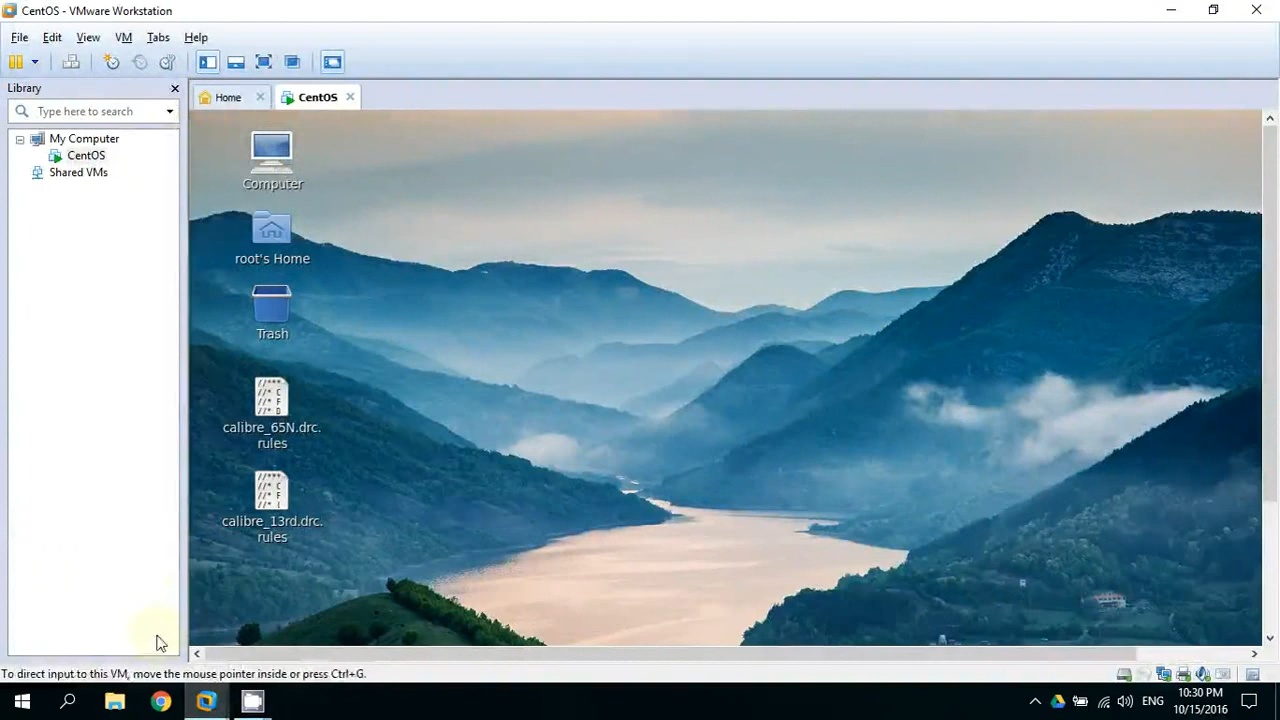 CentOS - VMware Workstation
File Edit View VM Tabs Help
Library
Type here to search
My Computer
CentOS
Shared VMs
Home
CentOS
Computer
root's Home
Trash
calibre_65N.drc.
rules
calibre_13rd.drc.
rules
To direct input to this VM, move the mouse pointer inside or press Ctrl+G.
ENG
10:30 PM
10/15/2016